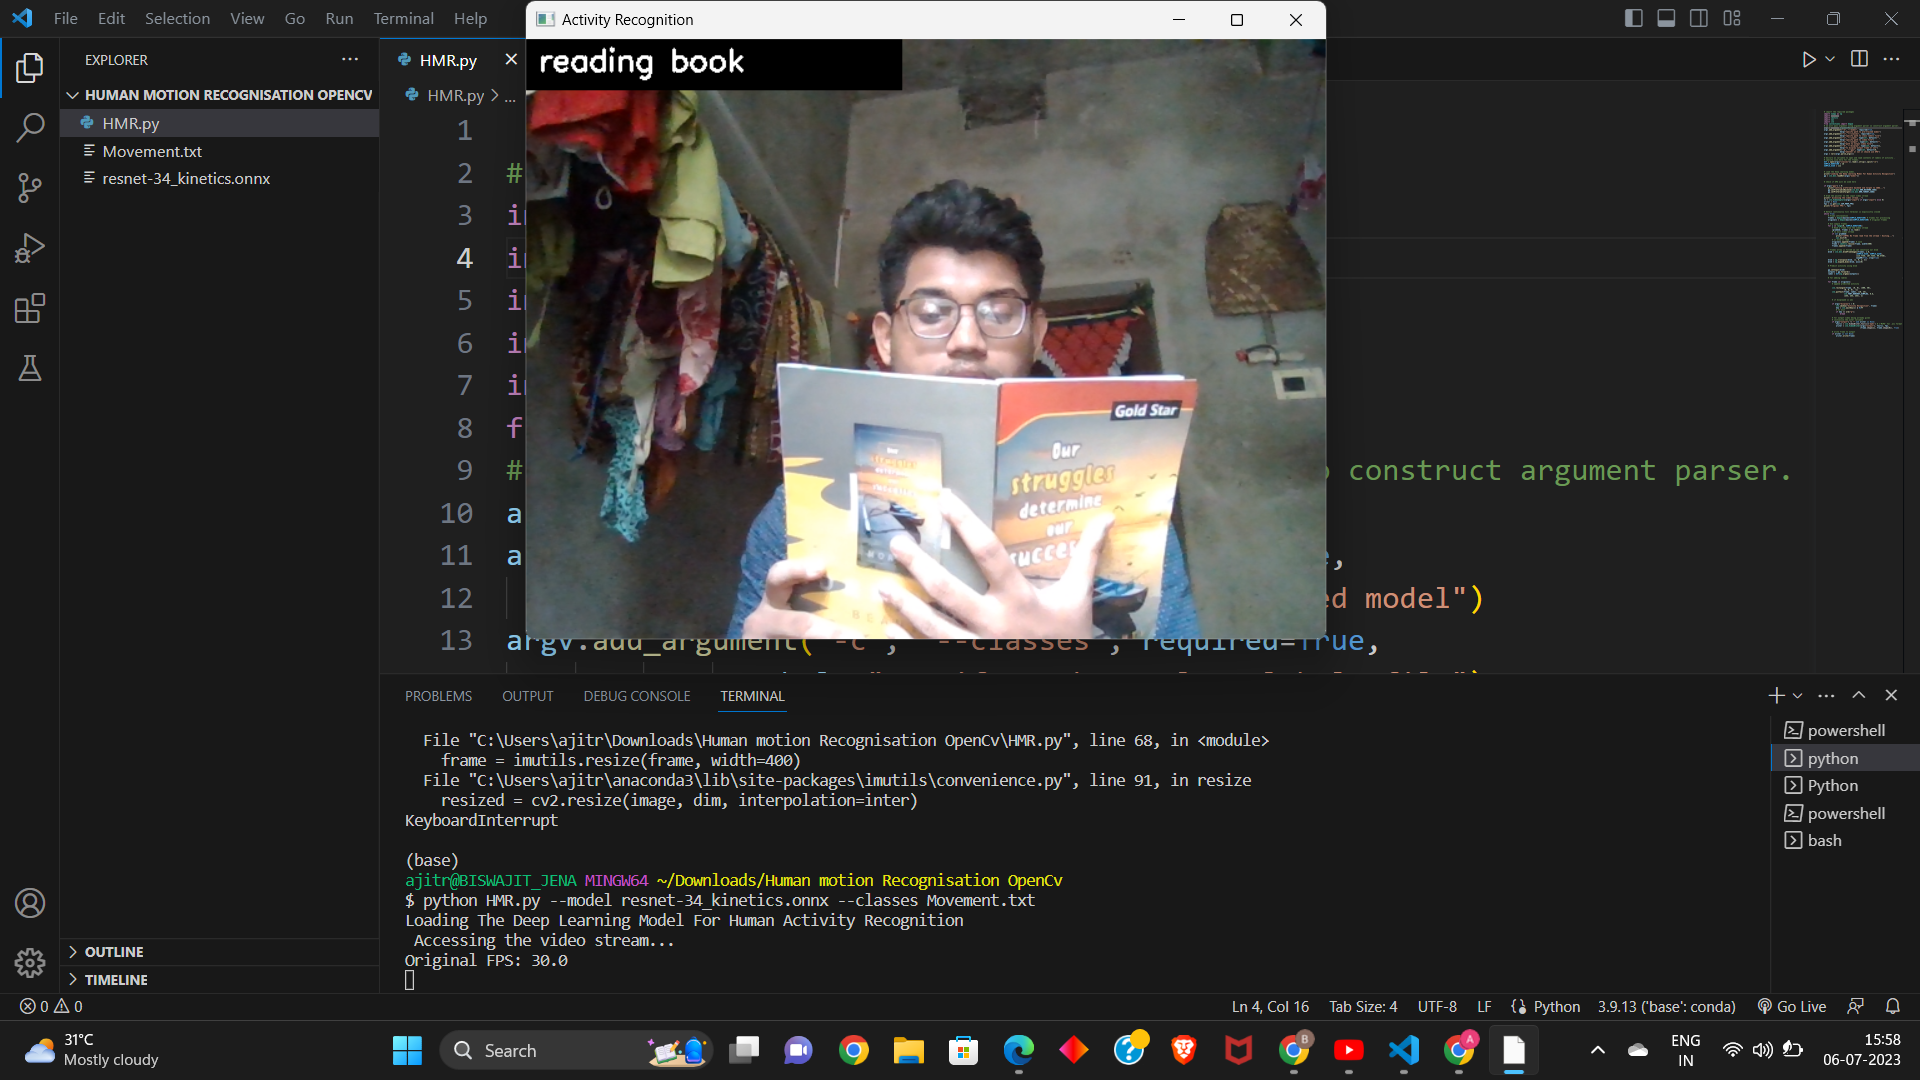 File Edit Selection View Go Run Terminal Help
Activity Recognition
EXPLORER
HUMAN MOTION RECOGNISATION OPENCV
HMR.py
Movement.txt
resnet-34_kinetics.onnx
OUTLINE
TIMELINE
HMR.py
HMR.py > ...
reading book
Gold Star
Our
struggles
determine
our
1
2 #
3
4
5
6
7
8 f
9 # construct argument parser.
10 a
11 a ,
12 ed model")
13 argv.add_argument("-c", "--classes", required=True,
PROBLEMS OUTPUT DEBUG CONSOLE TERMINAL
File "C:\Users\ajitr\Downloads\Human motion Recognisation OpenCv\HMR.py", line 68, in <module>
frame = imutils.resize(frame, width=400)
File "C:\Users\ajitr\anaconda3\lib\site-packages\imutils\convenience.py", line 91, in resize
resized = cv2.resize(image, dim, interpolation=inter)
KeyboardInterrupt
(base)
ajitr@BISWAJIT_JENA MINGW64 ~/Downloads/Human motion Recognisation OpenCv
$ python HMR.py --model resnet-34_kinetics.onnx --classes Movement.txt
Loading The Deep Learning Model For Human Activity Recognition
Accessing the video stream...
Original FPS: 30.0
powershell
python
Python
powershell
bash
0 0
Ln 4, Col 16 Tab Size: 4 UTF-8 LF Python 3.9.13 ('base': conda) Go Live
31°C
Mostly cloudy
Search
ENG
IN
15:58
06-07-2023